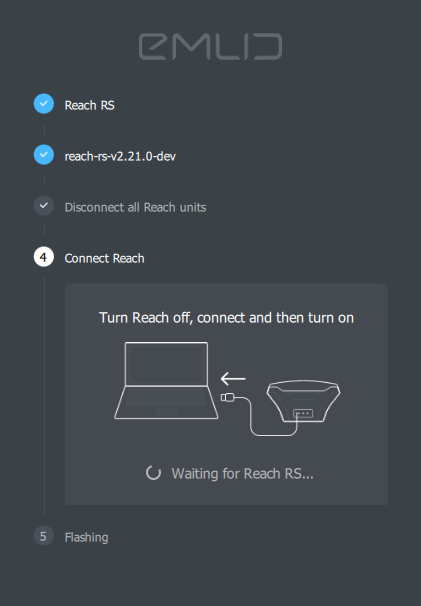 EMLID
Reach RS
reach-rs-v2.21.0-dev
Disconnect all Reach units
4
Connect Reach
Turn Reach off, connect and then turn on
Waiting for Reach RS...
5
Flashing